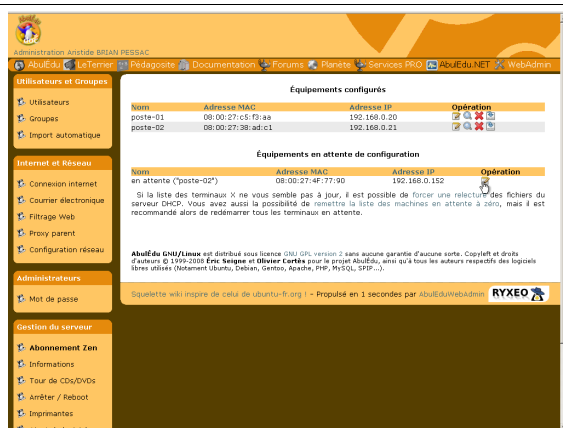 AbulÉdu
Administration Aristide BRIAN PESSAC
AbulÉdu LeTerrier Pédagosite Documentation Forums Planète Services PRO AbulEdu.NET WebAdmin
Utilisateurs et Groupes
Utilisateurs
Groupes
Import automatique
Internet et Réseau
Connexion internet
Courrier électronique
Filtrage Web
Proxy parent
Configuration réseau
Administrateurs
Mot de passe
Gestion du serveur
Abonnement Zen
Informations
Tour de CDs/DVDs
Arrêter / Reboot
Imprimantes
Équipements configurés
Nom Adresse MAC Adresse IP Opération
poste-01 08:00:27:c5:f3:aa 192.168.0.20
poste-02 08:00:27:38:ad:c1 192.168.0.21
Équipements en attente de configuration
Nom Adresse MAC Adresse IP Opération
en attente ("poste-02") 08:00:27:4F:77:90 192.168.0.152
Si la liste des terminaux X ne vous semble pas à jour, il est possible de forcer une relecture des fichiers du
serveur DHCP. Vous avez aussi la possibilité de remettre la liste des machines en attente à zéro, mais il est
recommandé alors de redémarrer tous les terminaux en attente.
AbulÉdu GNU/Linux est distribué sous licence GNU GPL version 2 sans aucune garantie d'aucune sorte. Copyleft et droits
d'auteurs © 1999-2008 Éric Seigne et Olivier Cortès pour le projet AbulÉdu, ainsi qu'à tous les auteurs respectifs des logiciels
libres utilisés (Notament Ubuntu, Debian, Gentoo, Apache, PHP, MySQL, SPIP...).
Squelette wiki inspire de celui de ubuntu-fr.org ! - Propulsé en 1 secondes par AbulEduWebAdmin
RYXEO